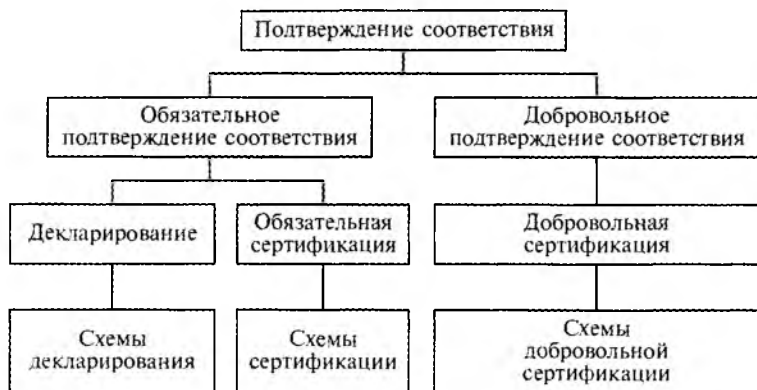 Подтверждение соответствия
Обязательное
подтверждение соответствия
Добровольное
подтверждение соответствия
Декларирование
Обязательная
сертификация
Добровольная
сертификация
Схемы
декларирования
Схемы
сертификации
Схемы
добровольной
сертификации